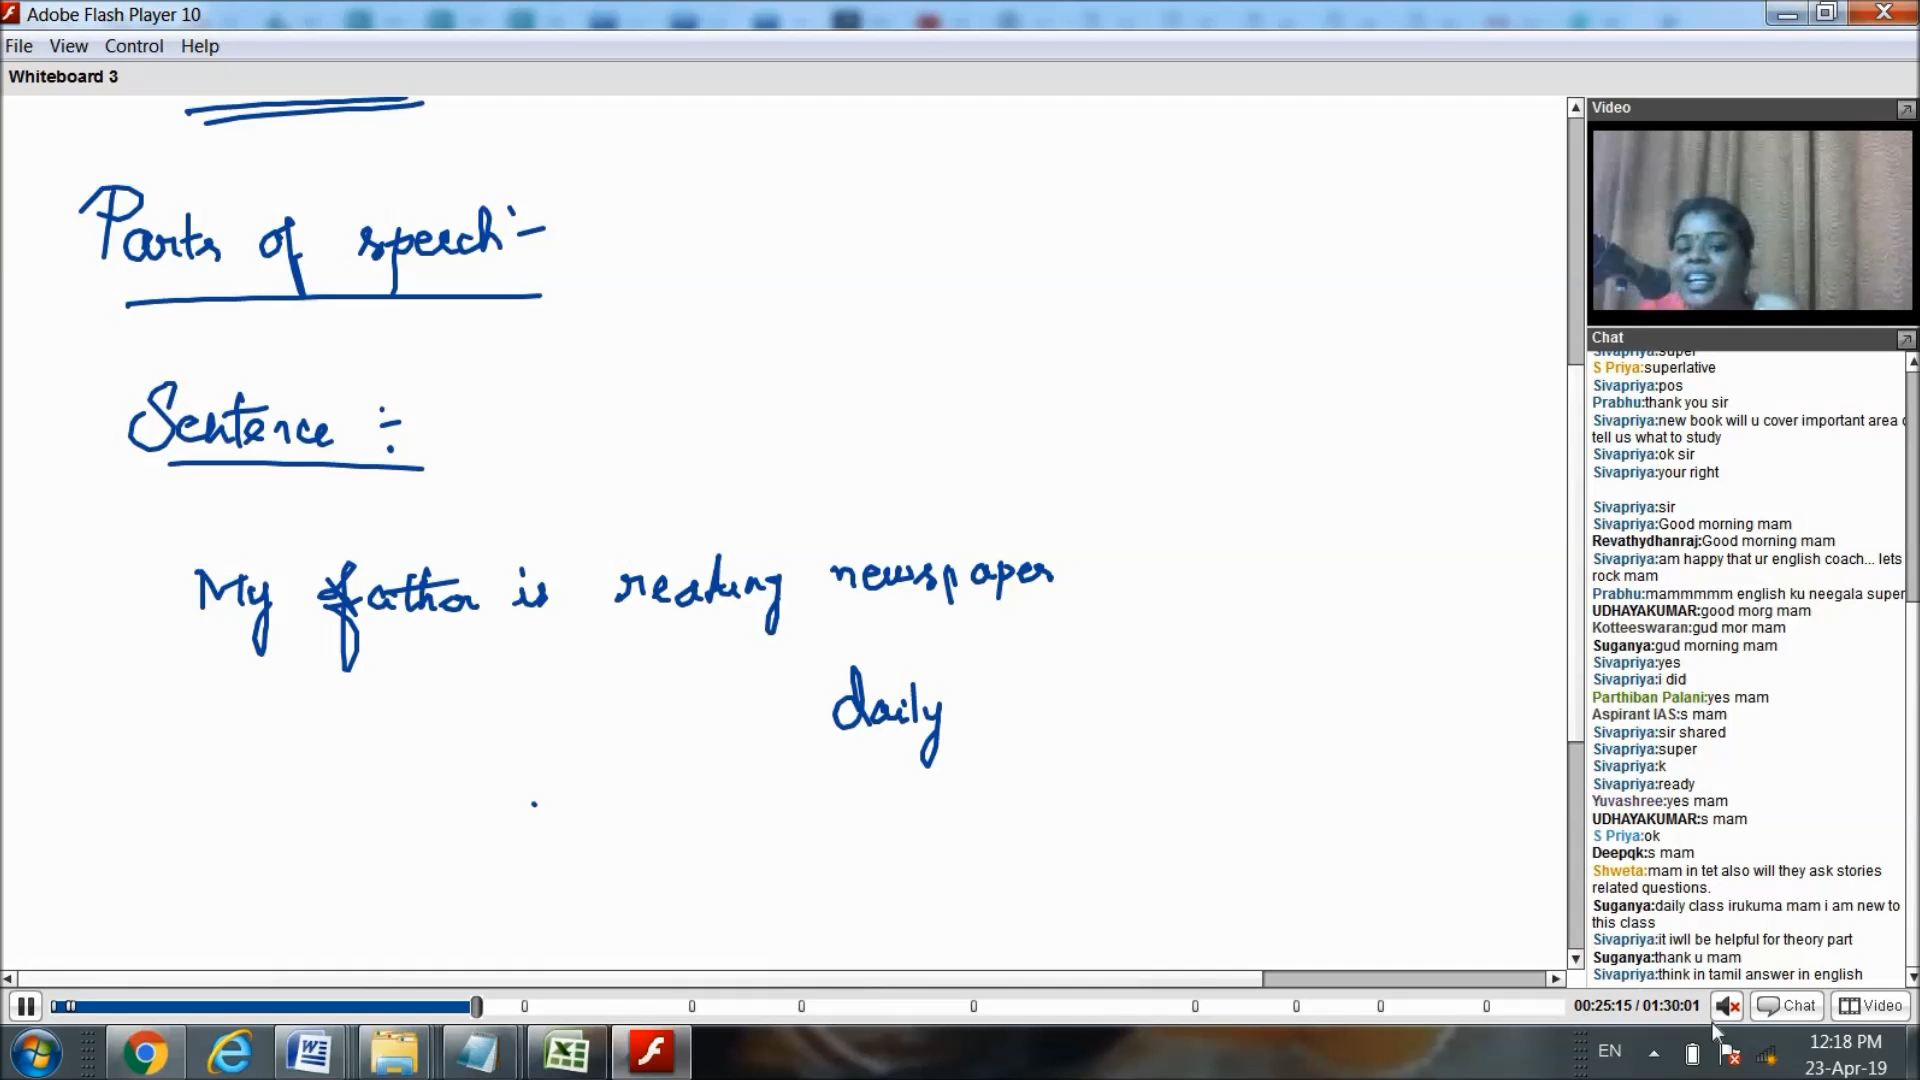 Adobe Flash Player 10
File View Control Help
Whiteboard 3
Parts of speech:-
Sentence :-
My father is reading newspaper
daily
Video
Chat
Sivapriya:super
S Priya:superlative
Sivapriya:pos
Prabhu:thank you sir
Sivapriya:new book will u cover important area
tell us what to study
Sivapriya:ok sir
Sivapriya:your right
Sivapriya:sir
Sivapriya:Good morning mam
Revathydhanraj:Good morning mam
Sivapriya:am happy that ur english coach... lets
rock mam
Prabhu:mammmmm english ku neegala super
UDHAYAKUMAR:good morg mam
Kotteeswaran:gud mor mam
Suganya:gud morning mam
Sivapriya:yes
Sivapriya:i did
Parthiban Palani:yes mam
Aspirant IAS:s mam
Sivapriya:sir shared
Sivapriya:super
Sivapriya:k
Sivapriya:ready
Yuvashree:yes mam
UDHAYAKUMAR:s mam
S Priya:ok
Deepqk:s mam
Shweta:mam in tet also will they ask stories
related questions.
Suganya:daily class irukuma mam i am new to
this class
Sivapriya:it iwll be helpful for theory part
Suganya:thank u mam
Sivapriya:think in tamil answer in english
00:25:15 / 01:30:01 Chat Video
EN 12:18 PM
23-Apr-19